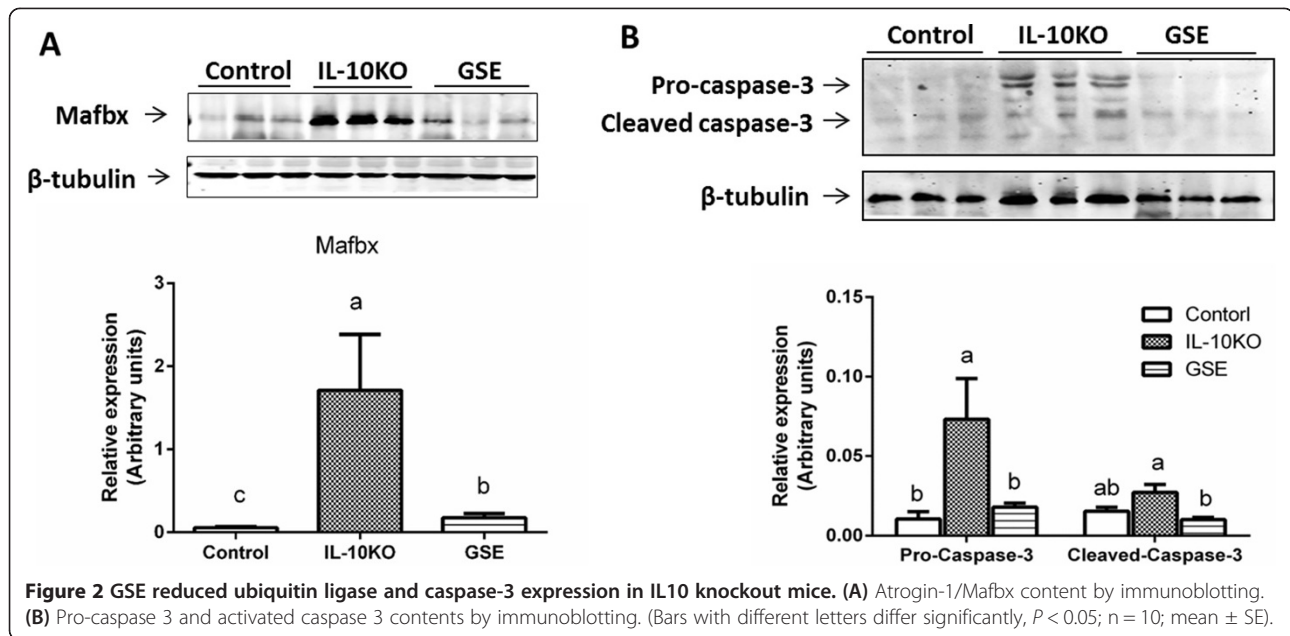 A
Control IL-10KO GSE
Mafbx →
β-tubulin →
Mafbx
Relative expression
(Arbitrary units)
3
2
1
0
c
a
b
Control IL-10KO GSE
B
Control IL-10KO GSE
Pro-caspase-3 →
Cleaved caspase-3 →
β-tubulin →
Relative expression
(Arbitrary units)
0.15
0.10
0.05
0.00
Contorl
IL-10KO
GSE
b
a
b
ab
a
b
Pro-Caspase-3 Cleaved-Caspase-3
Figure 2 GSE reduced ubiquitin ligase and caspase-3 expression in IL10 knockout mice. (A) Atrogin-1/Mafbx content by immunoblotting.
(B) Pro-caspase 3 and activated caspase 3 contents by immunoblotting. (Bars with different letters differ significantly, P < 0.05; n = 10; mean ± SE).